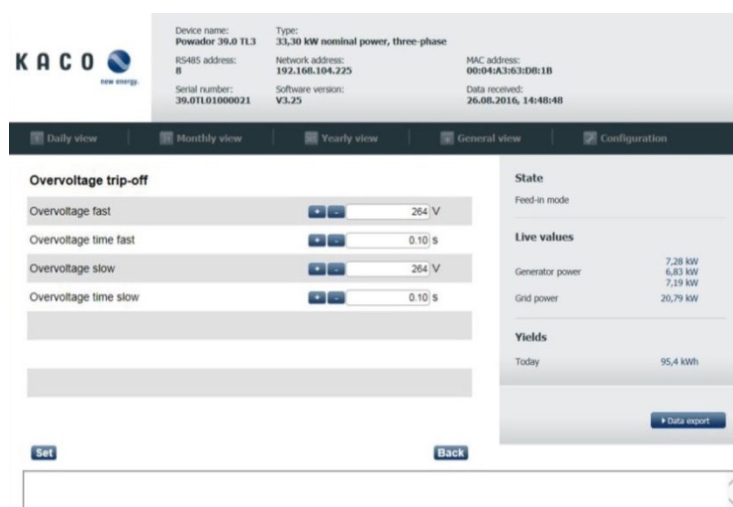 KACO
new energy.
Device name:
Powador 39.0 TL3
Type:
33,30 kW nominal power, three-phase
RS485 address:
8
Network address:
192.168.104.225
MAC address:
00:04:A3:63:D8:1B
Serial number:
39.0TL01000021
Software version:
V3.25
Data received:
26.08.2016, 14:48:48
Daily view
Monthly view
Yearly view
General view
Configuration
Overvoltage trip-off
Overvoltage fast + - 264 V
Overvoltage time fast + - 0.10 s
Overvoltage slow + - 264 V
Overvoltage time slow + - 0.10 s
Set
Back
State
Feed-in mode
Live values
Generator power
7,28 kW
6,83 kW
7,19 kW
Grid power 20,79 kW
Yields
Today 95,4 kWh
Data export